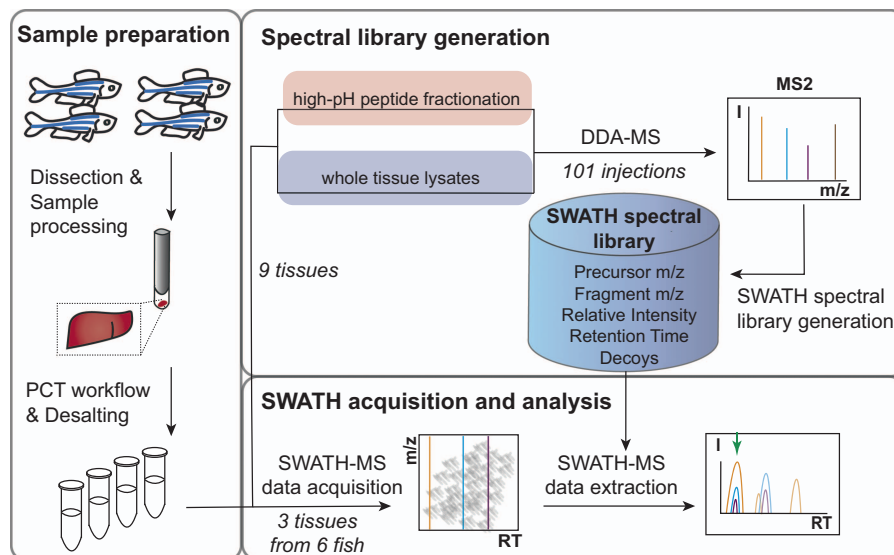 Sample preparation
Dissection &
Sample
processing
PCT workflow
& Desalting
Spectral library generation
high-pH peptide fractionation
whole tissue lysates
9 tissues
DDA-MS
101 injections
MS2
I
m/z
SWATH spectral
library
Precursor m/z
Fragment m/z
Relative Intensity
Retention Time
Decoys
SWATH spectral
library generation
SWATH acquisition and analysis
SWATH-MS
data acquisition
3 tissues
from 6 fish
m/z
RT
SWATH-MS
data extraction
I
RT